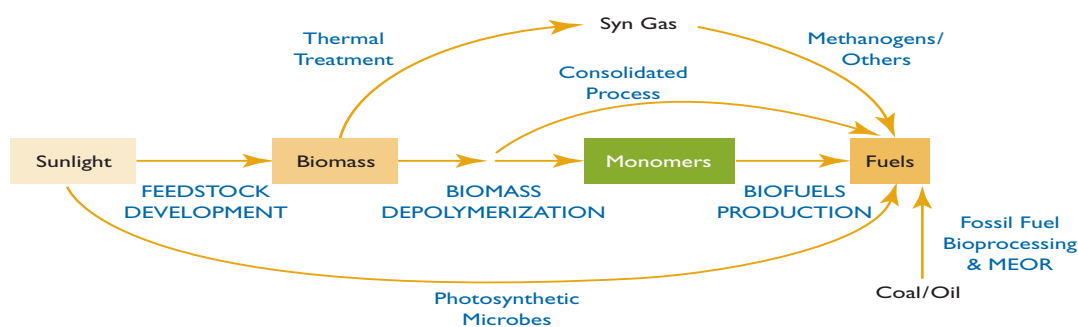 Syn Gas
Thermal
Treatment
Methanogens/
Others
Consolidated
Process
Sunlight
Biomass
Monomers
Fuels
FEEDSTOCK
DEVELOPMENT
BIOMASS
DEPOLYMERIZATION
BIOFUELS
PRODUCTION
Fossil Fuel
Bioprocessing
& MEOR
Coal/Oil
Photosynthetic
Microbes